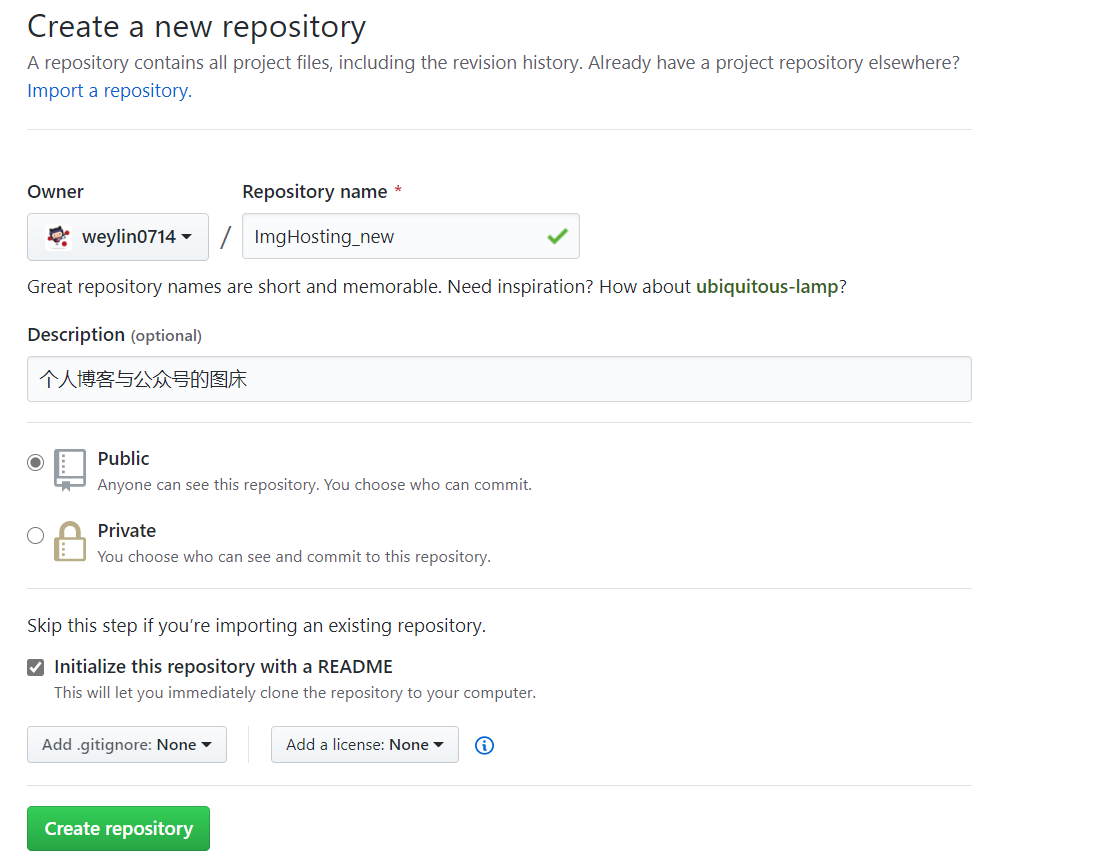 Create a new repository
A repository contains all project files, including the revision history. Already have a project repository elsewhere?
Import a repository.
Owner
Repository name *
weylin0714 / ImgHosting_new
Great repository names are short and memorable. Need inspiration? How about ubiquitous-lamp?
Description (optional)
个人博客与公众号的图床
Public
Anyone can see this repository. You choose who can commit.
Private
You choose who can see and commit to this repository.
Skip this step if you’re importing an existing repository.
Initialize this repository with a README
This will let you immediately clone the repository to your computer.
Add .gitignore: None
Add a license: None
Create repository